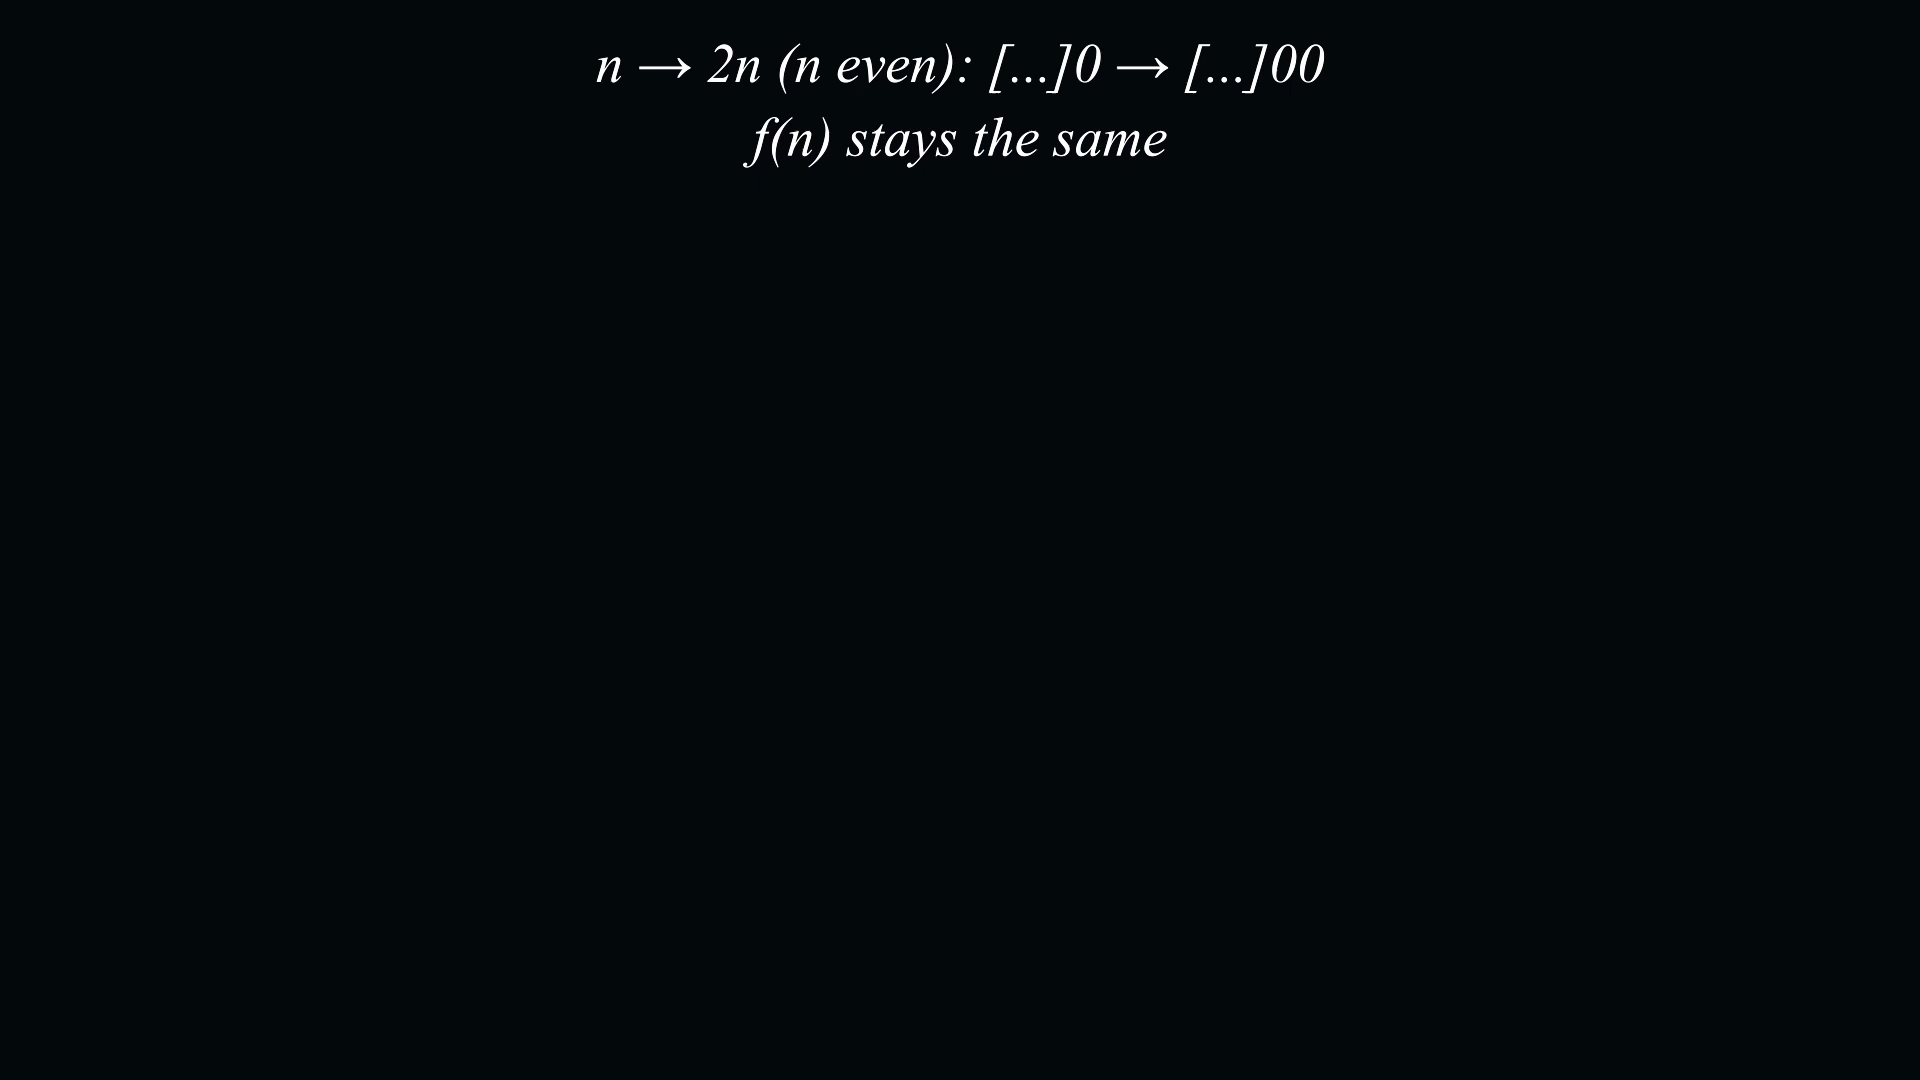 n → 2n (n even): [...]0 → [...]00
f(n) stays the same